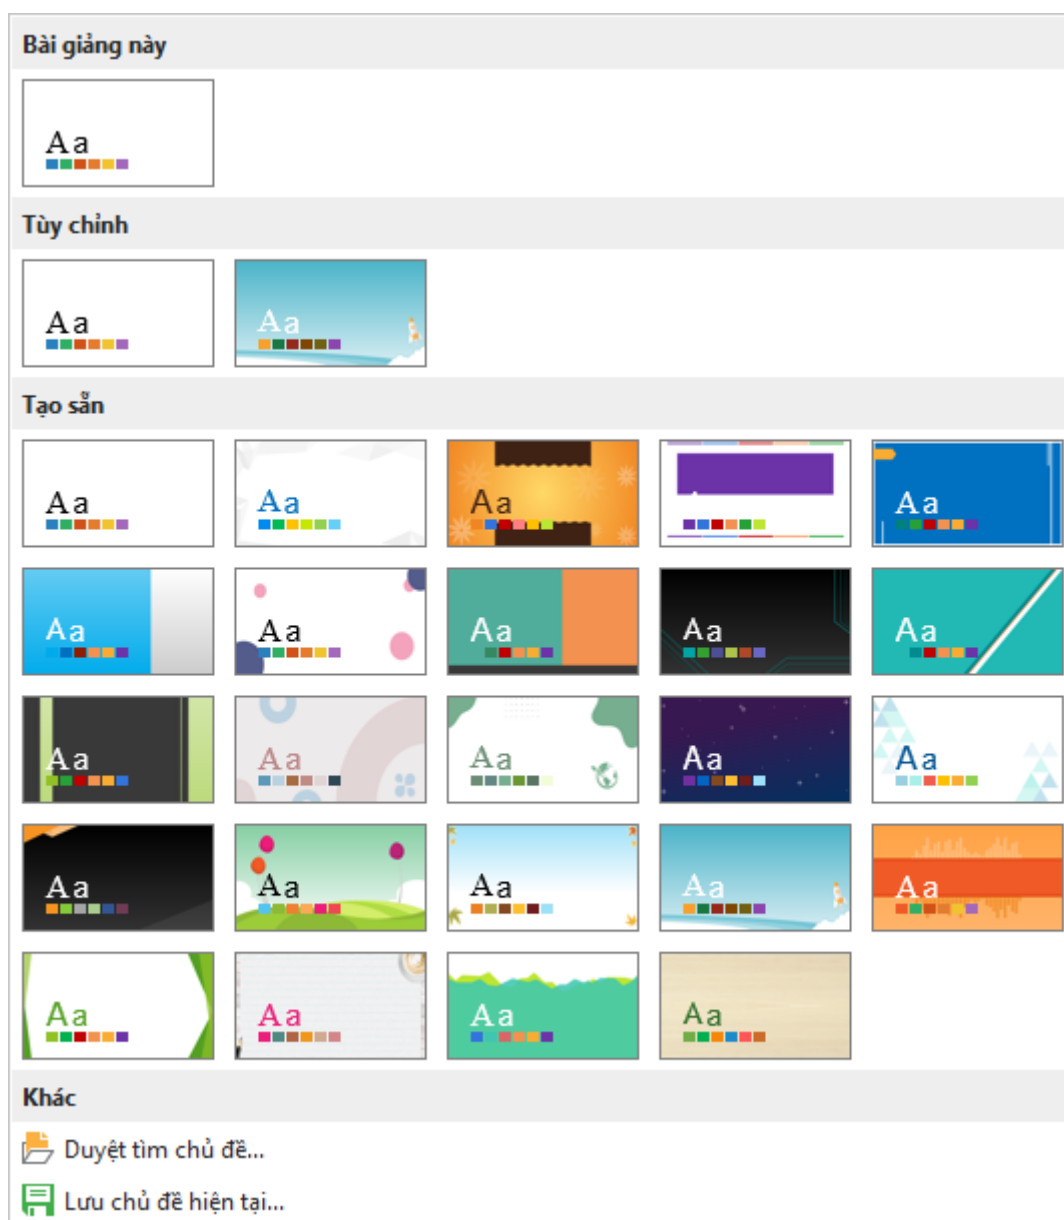 Bài giảng này
Aa
Tùy chỉnh
Aa Aa
Tạo sẵn
Aa Aa Aa Aa
Aa Aa Aa Aa Aa
Aa Aa Aa Aa Aa
Aa Aa Aa Aa Aa
Aa Aa Aa Aa
Khác
Duyệt tìm chủ đề...
Lưu chủ đề hiện tại...